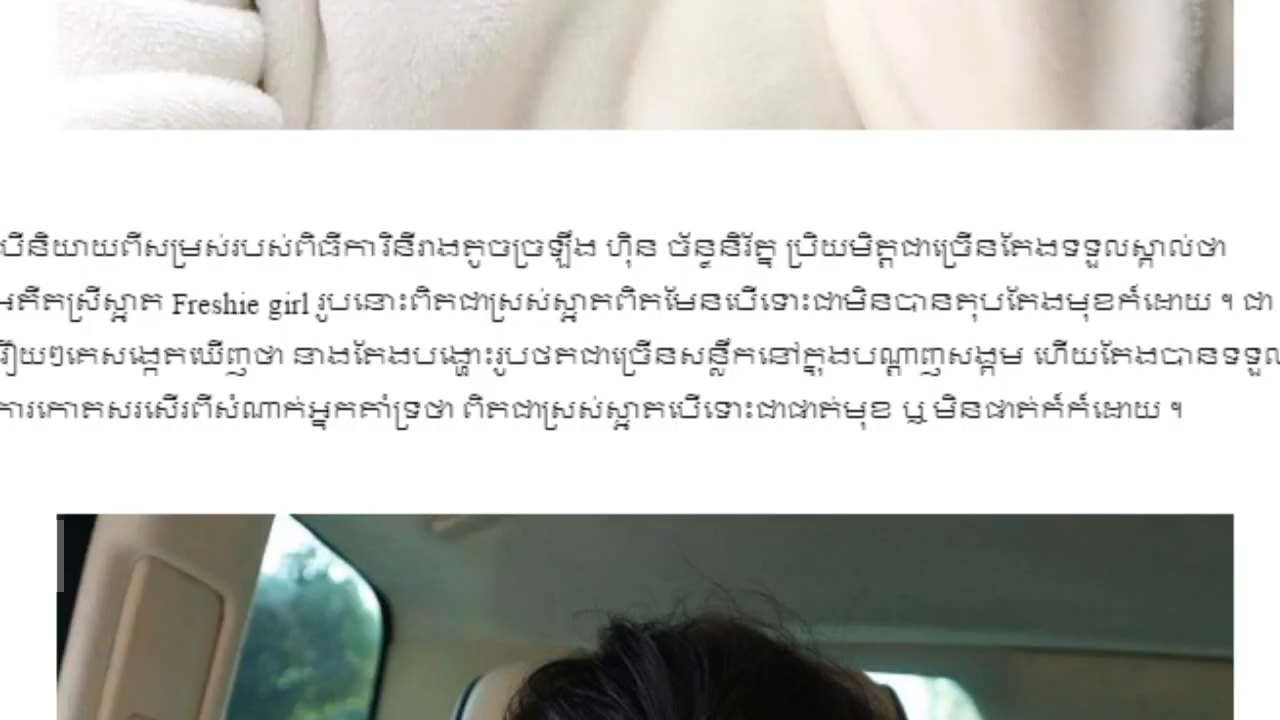 បើនិយាយពីសម្រស់របស់ពិធីការិនីរាងតូចច្រឡឹង ហ៊ិន ច័ន្ទនិរ័ត្ន ប្រិយមិត្តជាច្រើនតែងទទួលស្គាល់ថា
អតីតស្រីស្អាត Freshie girl រូបនោះពិតជាស្រស់ស្អាតពិតមែនបើទោះជាមិនបានតុបតែងមុខក៍ដោយ ។ ជា
រឿយៗគេសង្កេតឃើញថា នាងតែងបង្ហោះរូបថតជាច្រើនសន្លឹកនៅក្នុងបណ្តាញសង្គម ហើយតែងបានទទួល
ការកោតសរសើរពីសំណាក់អ្នកគាំទ្រថា ពិតជាស្រស់ស្អាតបើទោះជាផាត់មុខ ឬមិនផាត់ក៍ក៍ដោយ ។